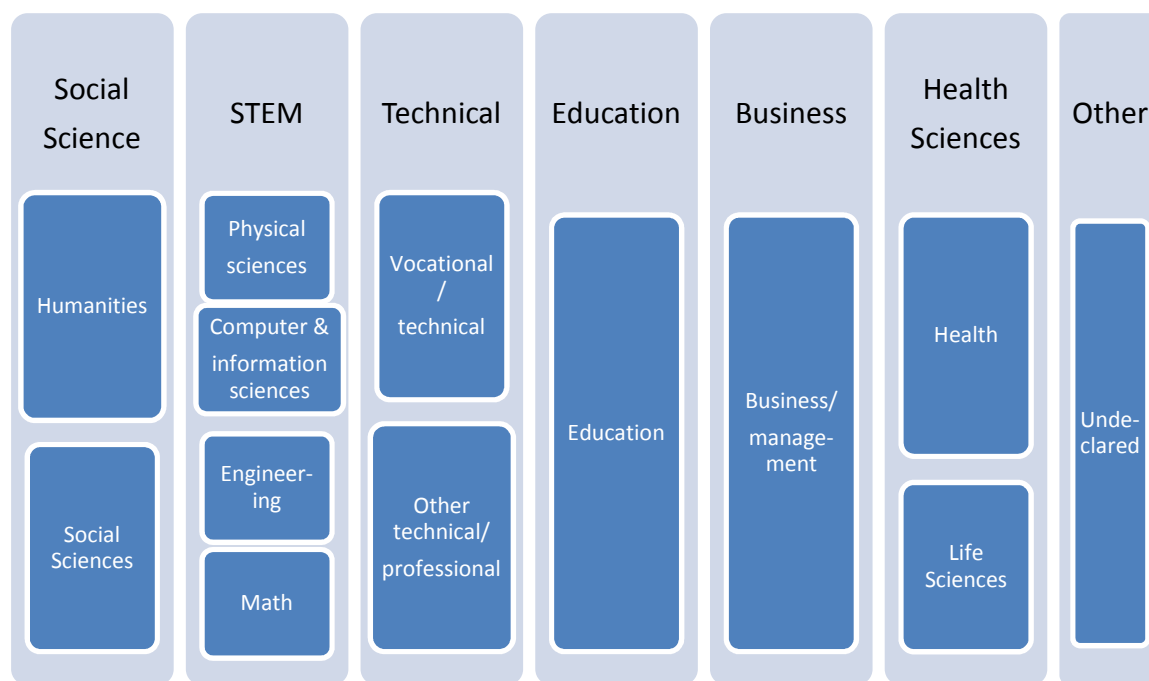 Social
Science
Humanities
Social
Sciences
STEM
Physical
sciences
Computer &
information
sciences
Engineer-
ing
Math
Technical
Vocational
/
technical
Other
technical/
professional
Education
Education
Business
Business/
manage-
ment
Health
Sciences
Health
Life
Sciences
Other
Unde-
clared